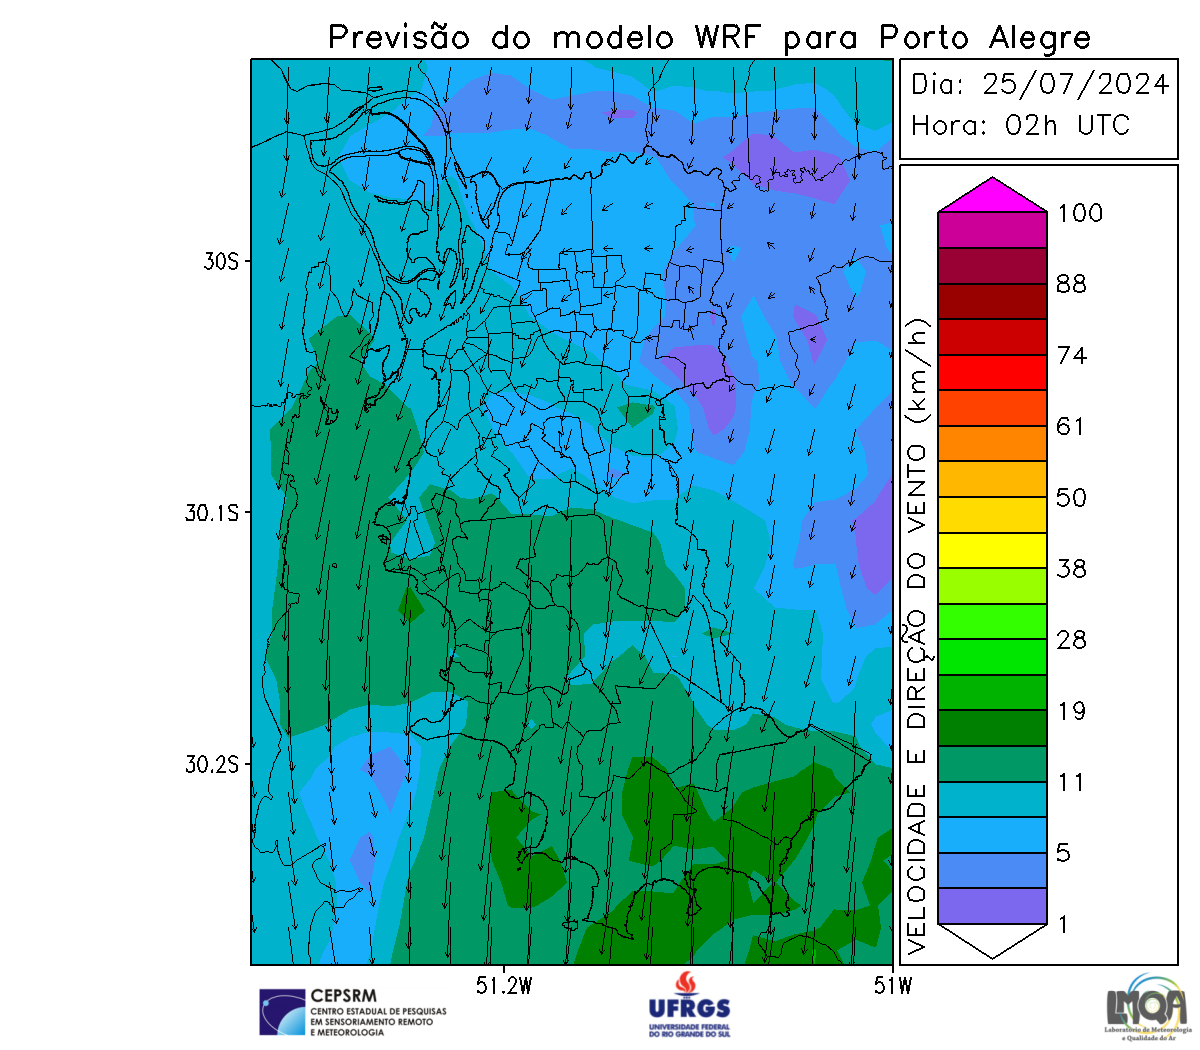 Previsão do modelo WRF para Porto Alegre
Dia: 25/07/2024
Hora: 02h UTC
30S
30.1S
30.2S
51.2W
51W
VELOCIDADE E DIREÇÃO DO VENTO (km/h)
100
88
74
61
50
38
28
19
11
5
1
CEPSRM
CENTRO ESTADUAL DE PESQUISAS
EM SENSORIAMENTO REMOTO
E METEOROLOGIA
UFRGS
UNIVERSIDADE FEDERAL
DO RIO GRANDE DO SUL
LMQA
Laboratório de Meteorologia
e Qualidade do Ar